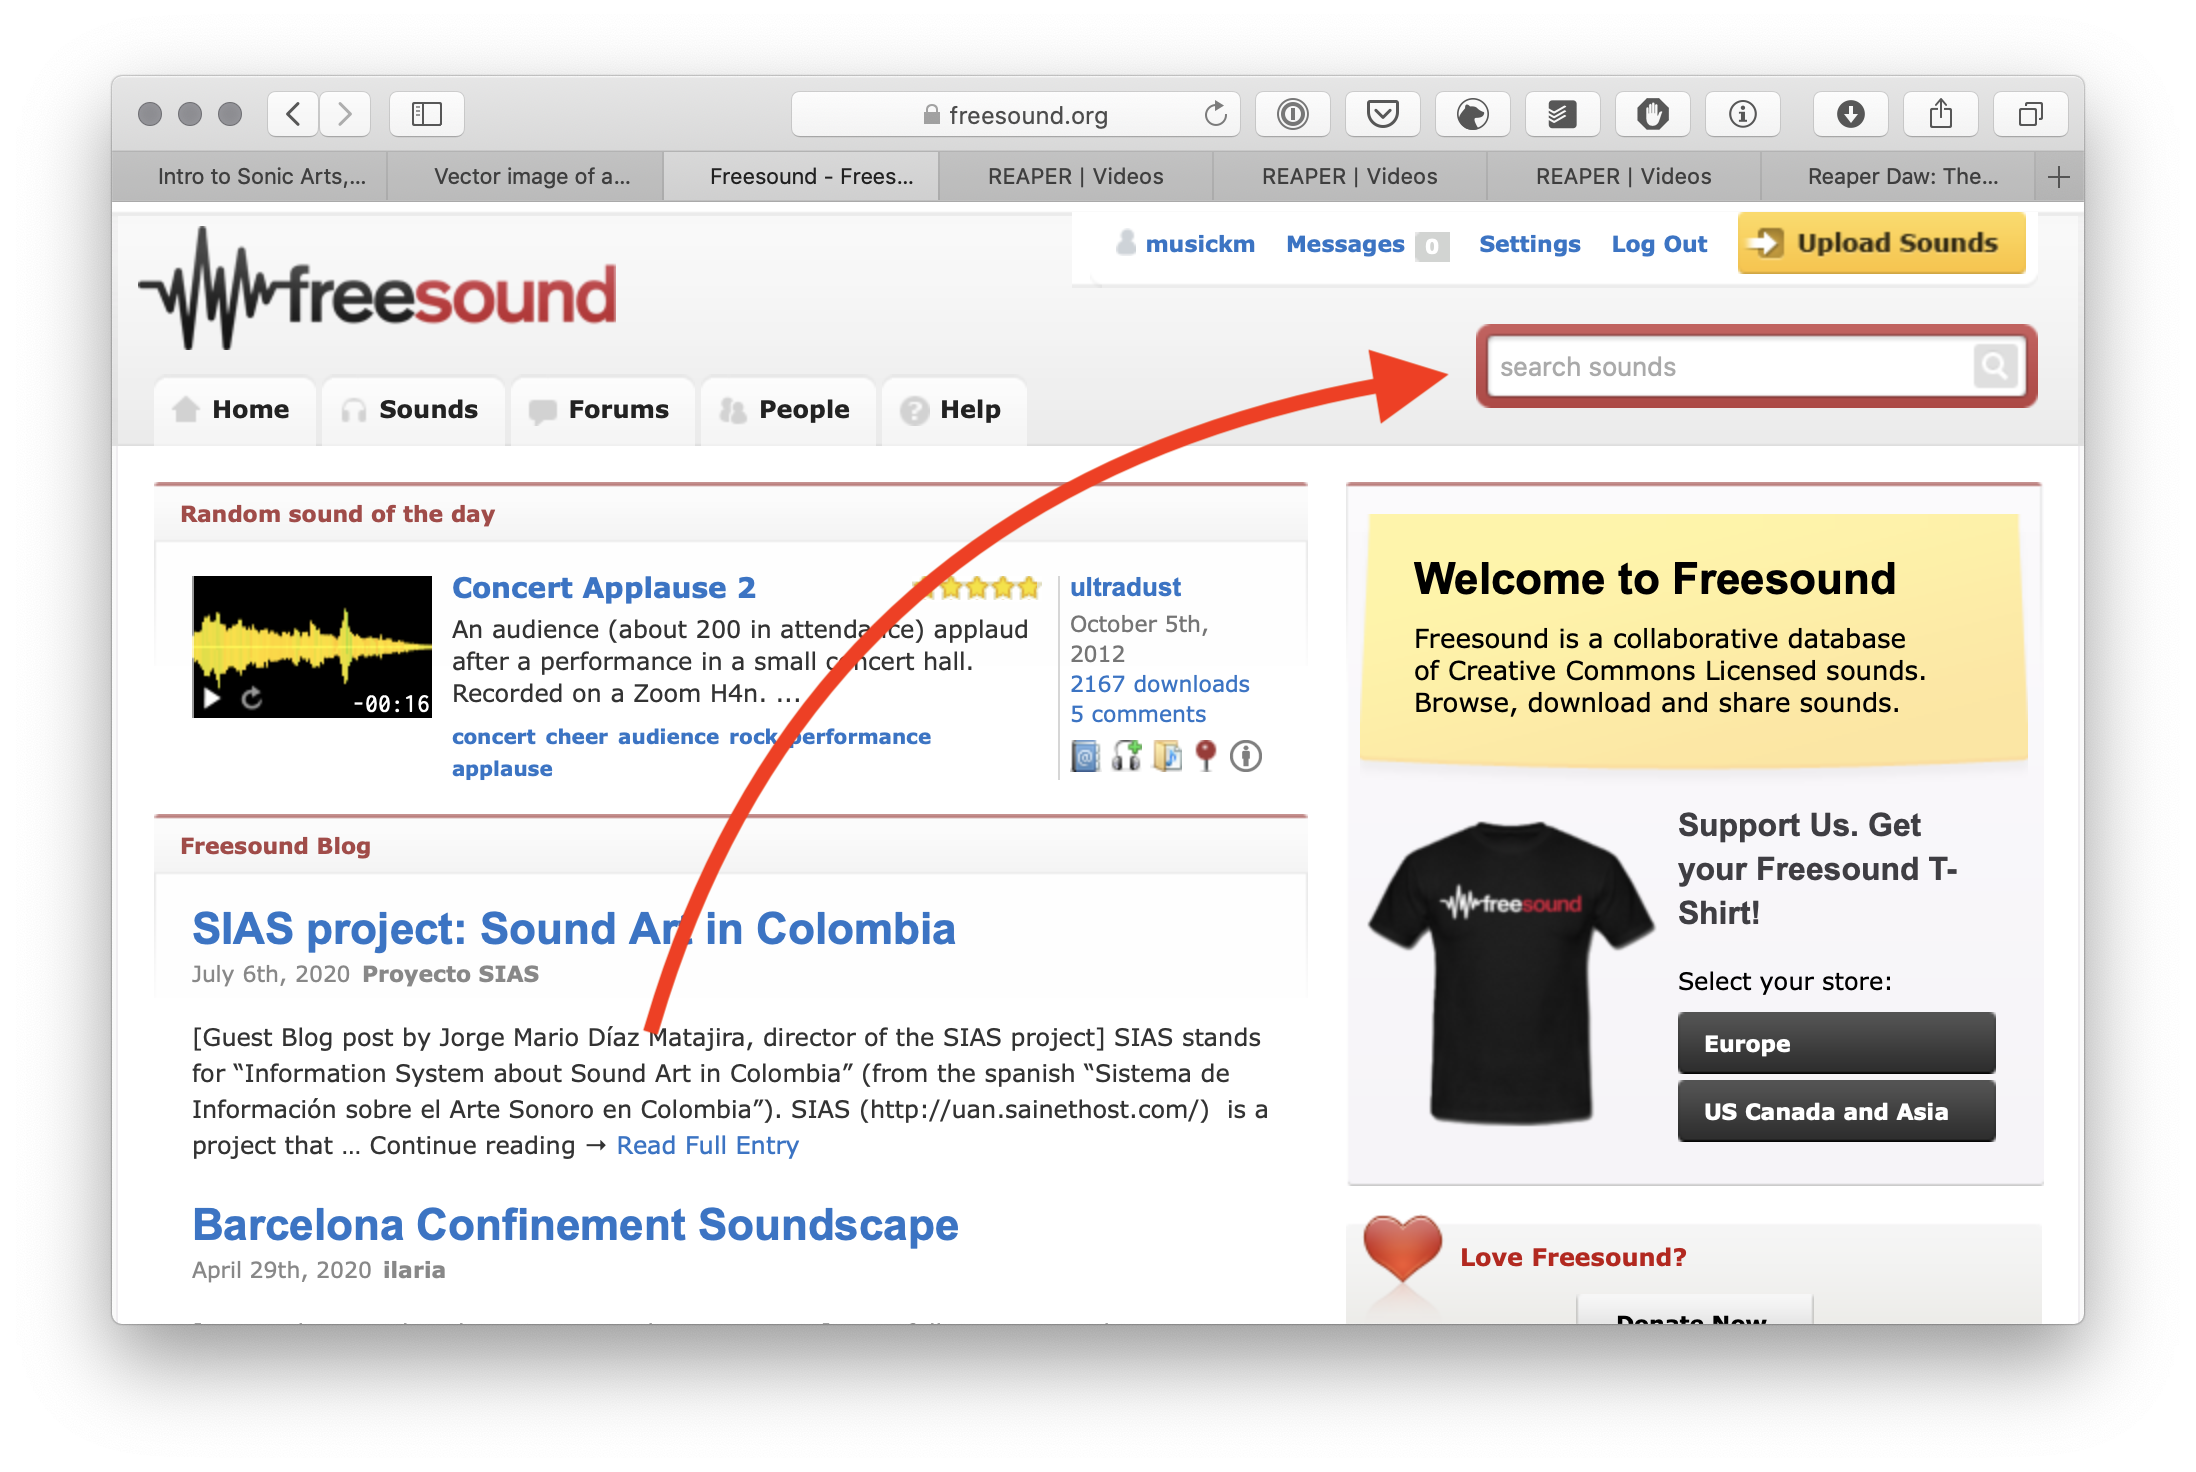 freesound.org
Intro to Sonic Arts,...
Vector image of a...
Freesound - Frees...
REAPER | Videos
REAPER | Videos
REAPER | Videos
Reaper Daw: The...
musickm Messages 0 Settings Log Out Upload Sounds
freesound
search sounds
Home Sounds Forums People Help
Random sound of the day
Concert Applause 2
An audience (about 200 in attendance) applaud
after a performance in a small concert hall.
Recorded on a Zoom H4n. ...
concert cheer audience rock performance
applause
-00:16
ultradust
October 5th,
2012
2167 downloads
5 comments
Freesound Blog
SIAS project: Sound Art in Colombia
July 6th, 2020 Proyecto SIAS
[Guest Blog post by Jorge Mario Díaz Matajira, director of the SIAS project] SIAS stands
for “Information System about Sound Art in Colombia” (from the spanish “Sistema de
Información sobre el Arte Sonoro en Colombia”). SIAS (http://uan.sainethost.com/) is a
project that … Continue reading → Read Full Entry
Barcelona Confinement Soundscape
April 29th, 2020 ilaria
Welcome to Freesound
Freesound is a collaborative database
of Creative Commons Licensed sounds.
Browse, download and share sounds.
freesound
Support Us. Get
your Freesound T-
Shirt!
Select your store:
Europe
US Canada and Asia
Love Freesound?
Donate Now